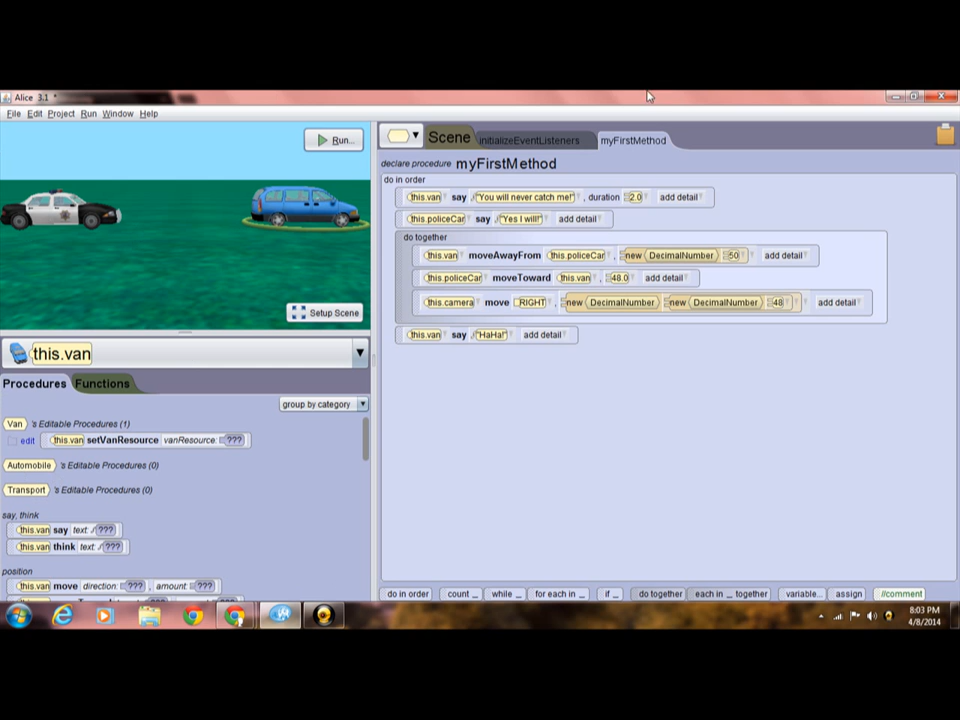 Alice 3.1 *
File Edit Project Run Window Help
Run...
Setup Scene
this.van
Procedures Functions
group by category
Van 's Editable Procedures (1)
edit this.van setVanResource vanResource: ???
Automobile 's Editable Procedures (0)
Transport 's Editable Procedures (0)
say, think
this.van say text: ???
this.van think text: ???
position
this.van move direction: ??? , amount: ???
Scene initializeEventListeners myFirstMethod
declare procedure myFirstMethod
do in order
this.van say "You will never catch me!" , duration 2.0 add detail
this.policeCar say "Yes I will!" add detail
do together
this.van moveAwayFrom this.policeCar , new DecimalNumber 50 add detail
this.policeCar moveToward this.van , 48.0 add detail
this.camera move RIGHT , new DecimalNumber new DecimalNumber 48 add detail
this.van say "HaHa!" add detail
do in order count _ while _ for each in _ if _ do together each in _ together variable... assign //comment
8:03 PM
4/8/2014